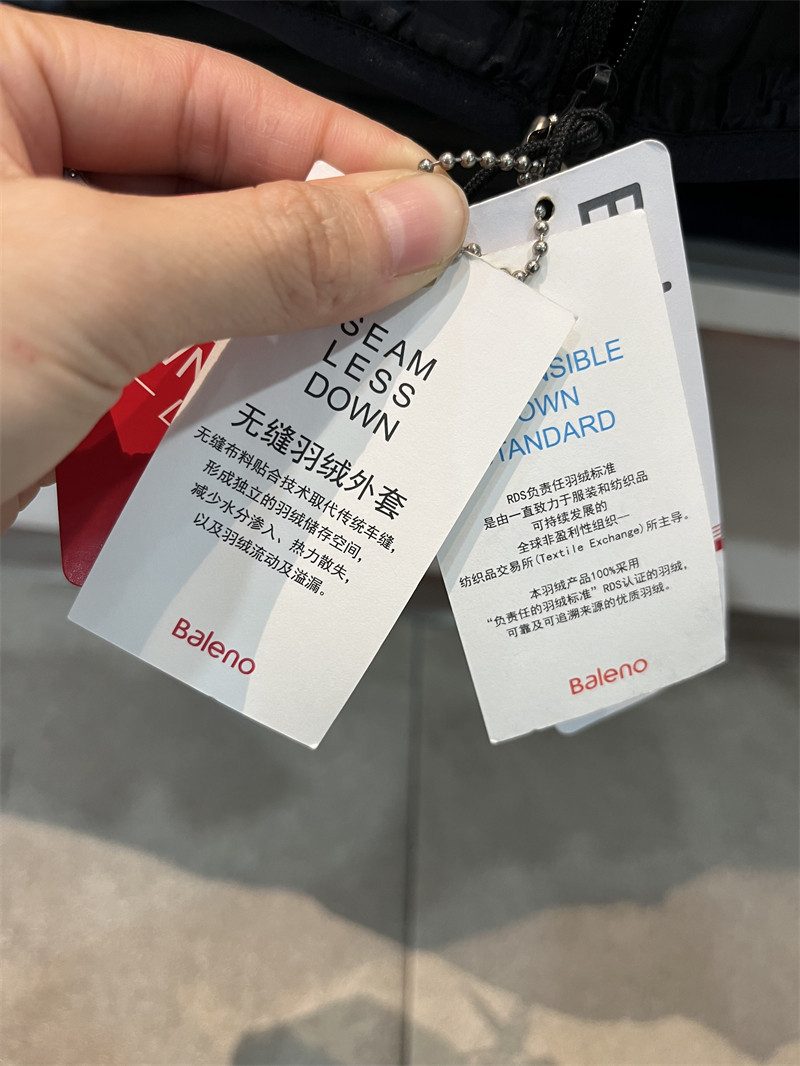 SEAM
LESS
DOWN
无缝羽绒外套
无缝布料贴合技术取代传统车缝,
形成独立的羽绒储存空间,
减少水分渗入、热力散失,
以及羽绒流动及溢漏。
Baleno
NSIBLE
OWN
TANDARD
RDS负责任羽绒标准
是由一直致力于服装和纺织品
可持续发展的
全球非盈利性组织—
纺织品交易所(Textile Exchange)所主导。
本羽绒产品100%采用
“负责任的羽绒标准”RDS认证的羽绒,
可靠及可追溯来源的优质羽绒。
Baleno